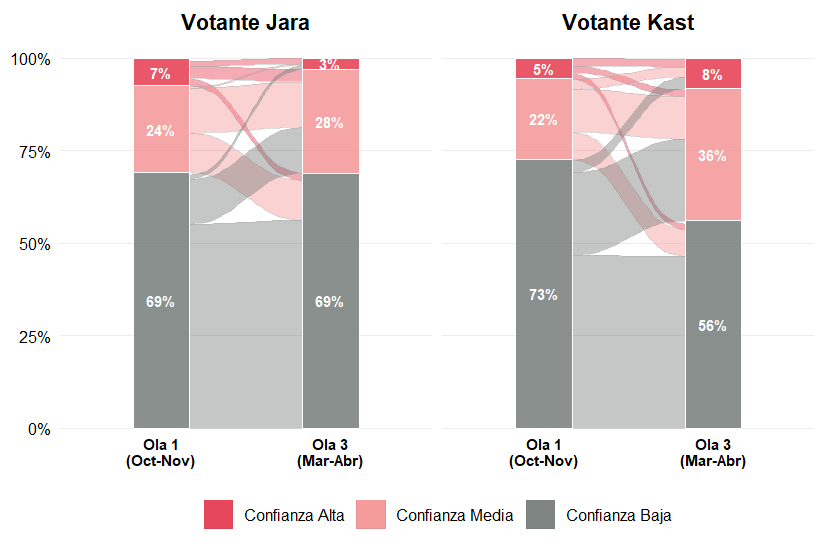 Votante Jara
Votante Kast
100%
75%
50%
25%
0%
7%
24%
69%
3%
28%
69%
5%
22%
73%
8%
36%
56%
Ola 1
(Oct-Nov)
Ola 3
(Mar-Abr)
Ola 1
(Oct-Nov)
Ola 3
(Mar-Abr)
Confianza Alta
Confianza Media
Confianza Baja